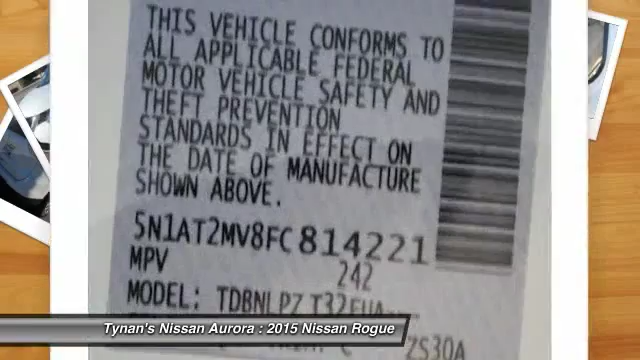 THIS VEHICLE CONFORMS TO
ALL APPLICABLE FEDERAL
MOTOR VEHICLE SAFETY AND
THEFT PREVENTION
STANDARDS IN EFFECT ON
THE DATE OF MANUFACTURE
SHOWN ABOVE.
5N1AT2MV8FC814221
MPV 242
MODEL:
Tynan's Nissan Aurora : 2015 Nissan Rogue
ZS30A